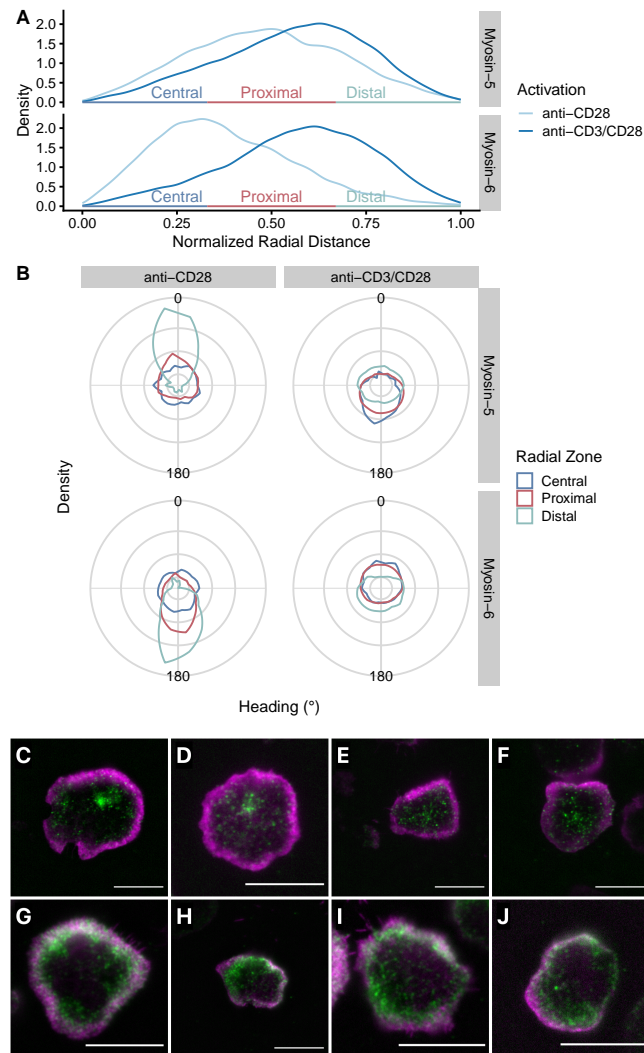 A
2.0
1.5
1.0
0.5
0.0
Central Proximal Distal
Myosin−5
2.0
1.5
1.0
0.5
0.0
Central Proximal Distal
Myosin−6
Density
0.00 0.25 0.50 0.75 1.00
Normalized Radial Distance
Activation
anti−CD28
anti−CD3/CD28
B
anti−CD28 anti−CD3/CD28
0 0
180 180
Myosin−5
0 0
180 180
Myosin−6
Density
Heading (°)
Radial Zone
Central
Proximal
Distal
C D E F
G H I J